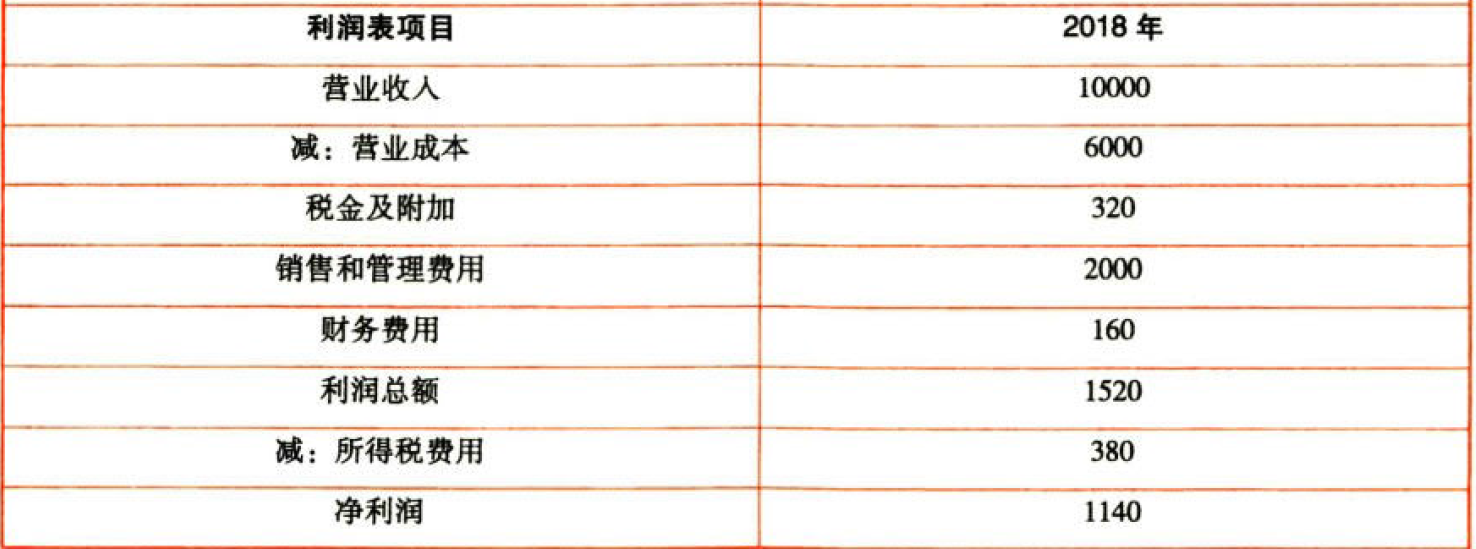 利润表项目 2018 年
营业收入 10000
减：营业成本 6000
税金及附加 320
销售和管理费用 2000
财务费用 160
利润总额 1520
减：所得税费用 380
净利润 1140